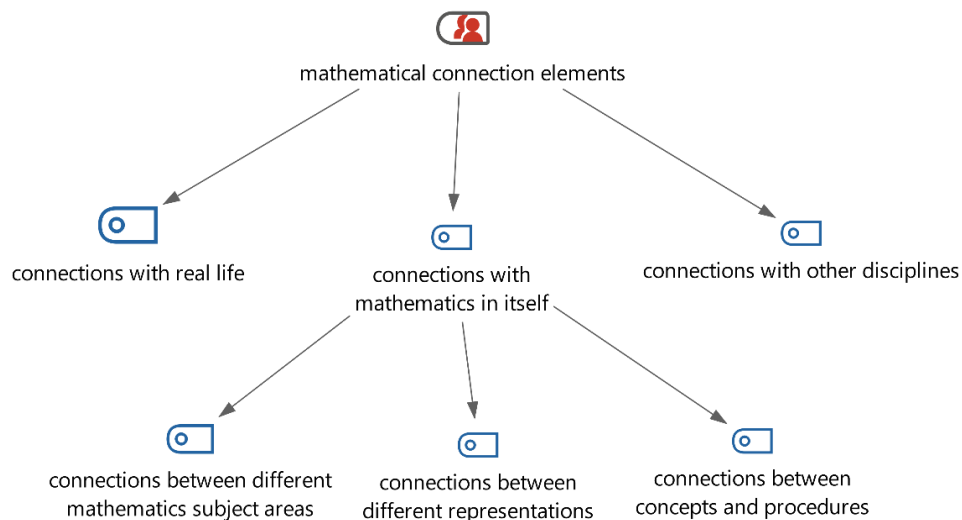 mathematical connection elements
connections with real life
connections with
mathematics in itself
connections with other disciplines
connections between different
mathematics subject areas
connections between
different representations
connections between
concepts and procedures